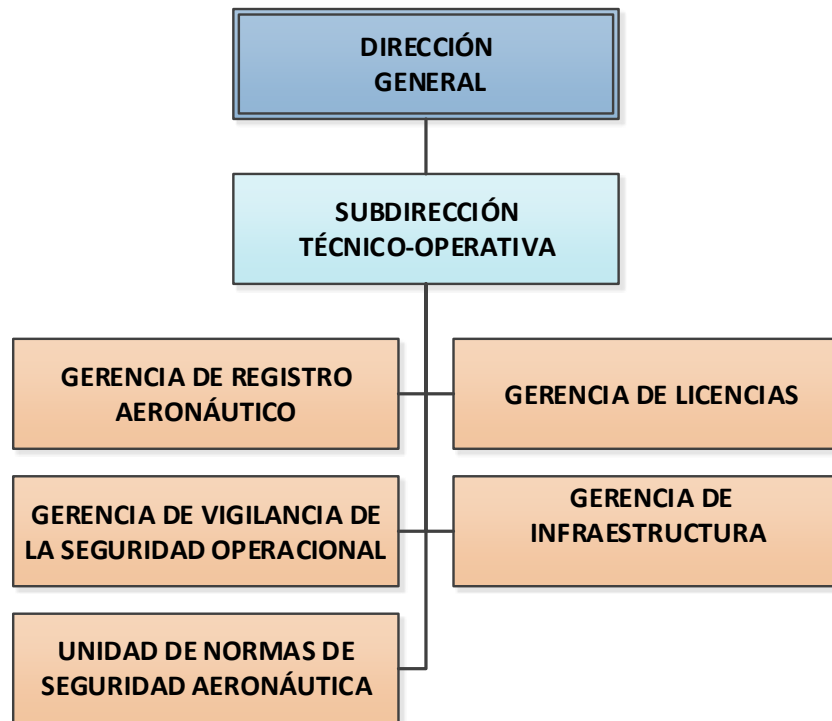 DIRECCIÓN
GENERAL
SUBDIRECCIÓN
TÉCNICO-OPERATIVA
GERENCIA DE REGISTRO
AERONÁUTICO
GERENCIA DE LICENCIAS
GERENCIA DE VIGILANCIA DE
LA SEGURIDAD OPERACIONAL
GERENCIA DE
INFRAESTRUCTURA
UNIDAD DE NORMAS DE
SEGURIDAD AERONÁUTICA